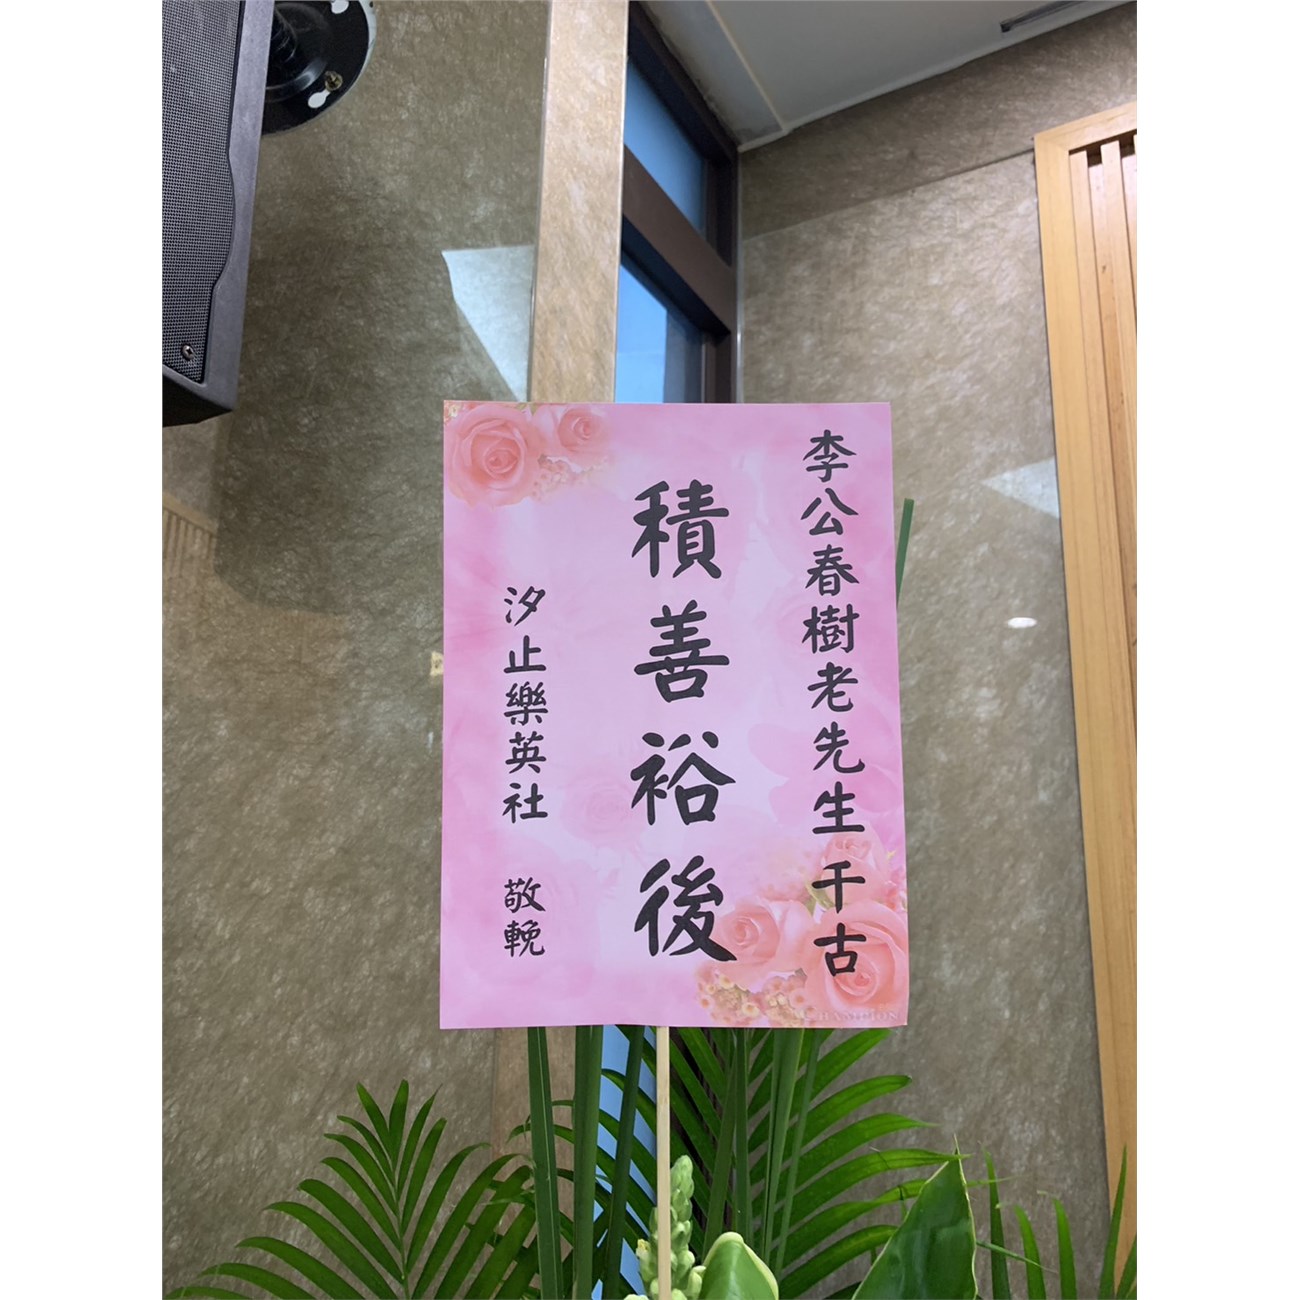 李公春樹老先生千古
積善裕後
汐止樂英社 敬輓